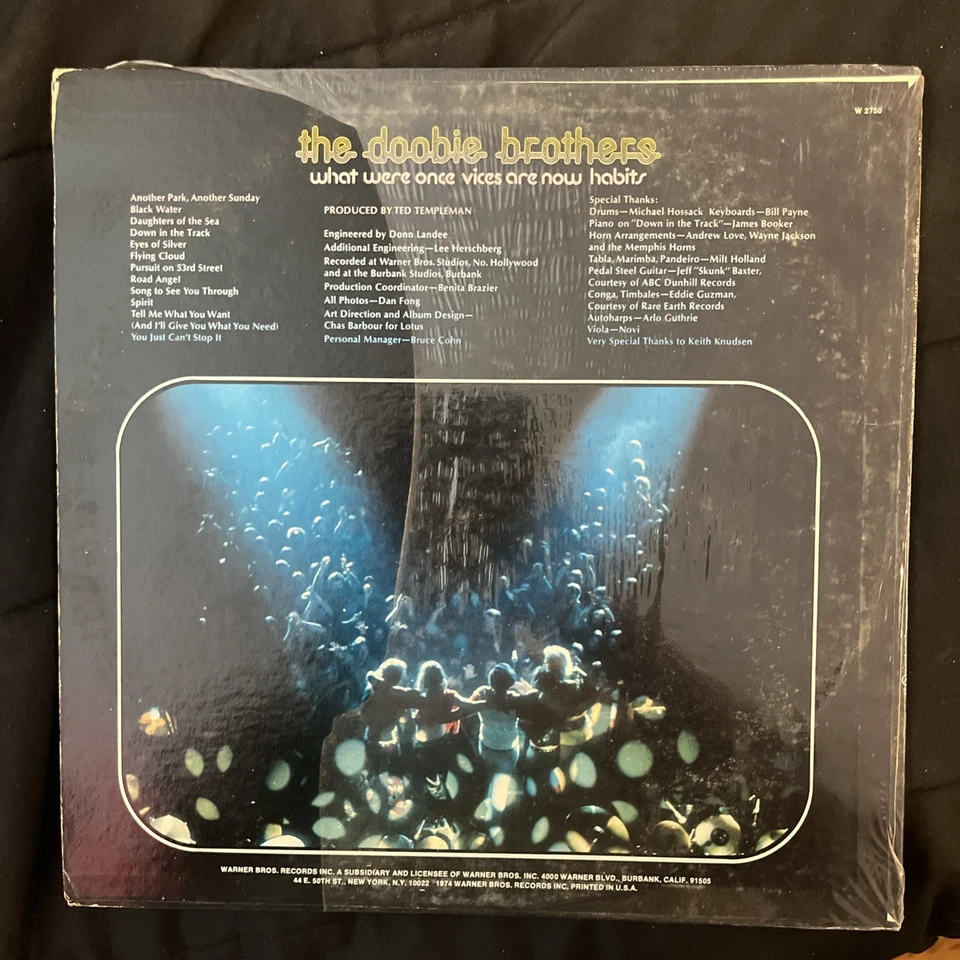 W 2750
the doobie brothers
what were once vices are now habits
Another Park, Another Sunday
Black Water
Daughters of the Sea
Down in the Track
Eyes of Silver
Flying Cloud
Pursuit on 53rd Street
Road Angel
Song to See You Through
Spirit
Tell Me What You Want
(And I'll Give You What You Need)
You Just Can't Stop It
PRODUCED BY TED TEMPLEMAN
Engineered by Donn Landee
Additional Engineering—Lee Herschberg
Recorded at Warner Bros. Studios, No. Hollywood
and at the Burbank Studios, Burbank
Production Coordinator—Benita Brazier
All Photos—Dan Fong
Art Direction and Album Design—
Chas Barbour for Lotus
Personal Manager—Bruce Cohn
Special Thanks:
Drums—Michael Hossack Keyboards—Bill Payne
Piano on "Down in the Track"—James Booker
Horn Arrangements—Andrew Love, Wayne Jackson
and the Memphis Horns
Tabla, Marimba, Pandeiro—Milt Holland
Pedal Steel Guitar—Jeff "Skunk" Baxter,
Courtesy of ABC Dunhill Records
Conga, Timbales—Eddie Guzman,
Courtesy of Rare Earth Records
Autoharps—Arlo Guthrie
Viola—Novi
Very Special Thanks to Keith Knudsen
WARNER BROS. RECORDS INC. A SUBSIDIARY AND LICENSEE OF WARNER BROS. INC. 4000 WARNER BLVD., BURBANK, CALIF. 91505
44 E. 50TH ST., NEW YORK, N.Y. 10022 1974 WARNER BROS. RECORDS INC. PRINTED IN U.S.A.